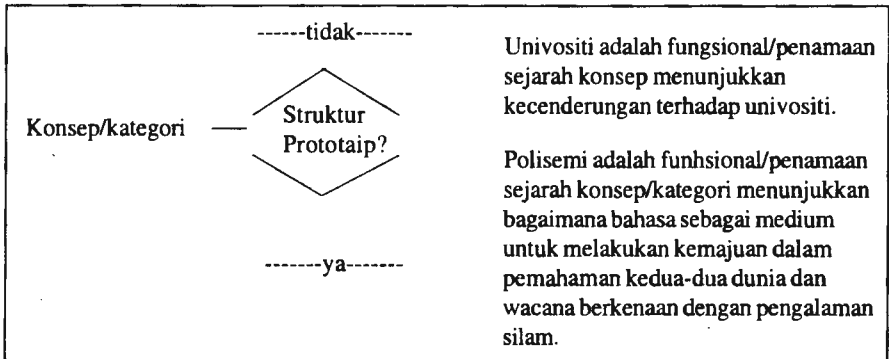 ------tidak-------
Univositi adalah fungsional/penamaan
sejarah konsep menunjukkan
kecenderungan terhadap univositi.
Konsep/kategori
Struktur
Prototaip?
Polisemi adalah funhsional/penamaan
sejarah konsep/kategori menunjukkan
bagaimana bahasa sebagai medium
untuk melakukan kemajuan dalam
pemahaman kedua-dua dunia dan
wacana berkenaan dengan pengalaman
silam.
-------ya-------